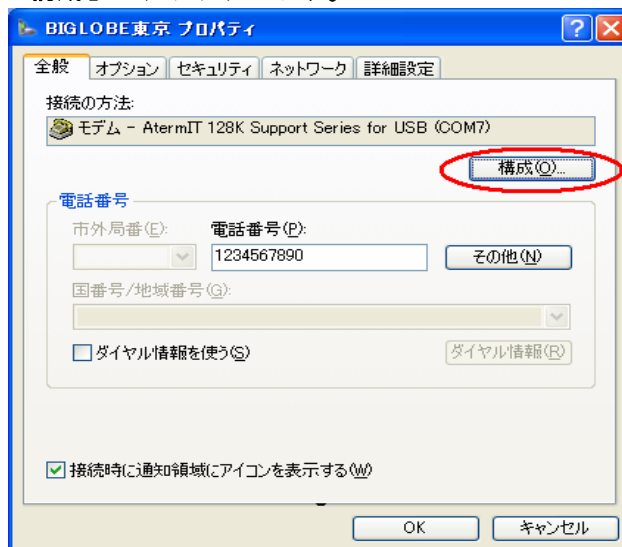 BIGLOBE東京 プロパティ
全般 オプション セキュリティ ネットワーク 詳細設定
接続の方法:
モデム - AtermIT 128K Support Series for USB (COM7)
構成(O)...
電話番号
市外局番(E): 電話番号(P):
1234567890 その他(N)
国番号/地域番号(G):
ダイヤル情報を使う(S) ダイヤル情報(R)
接続時に通知領域にアイコンを表示する(W)
OK キャンセル